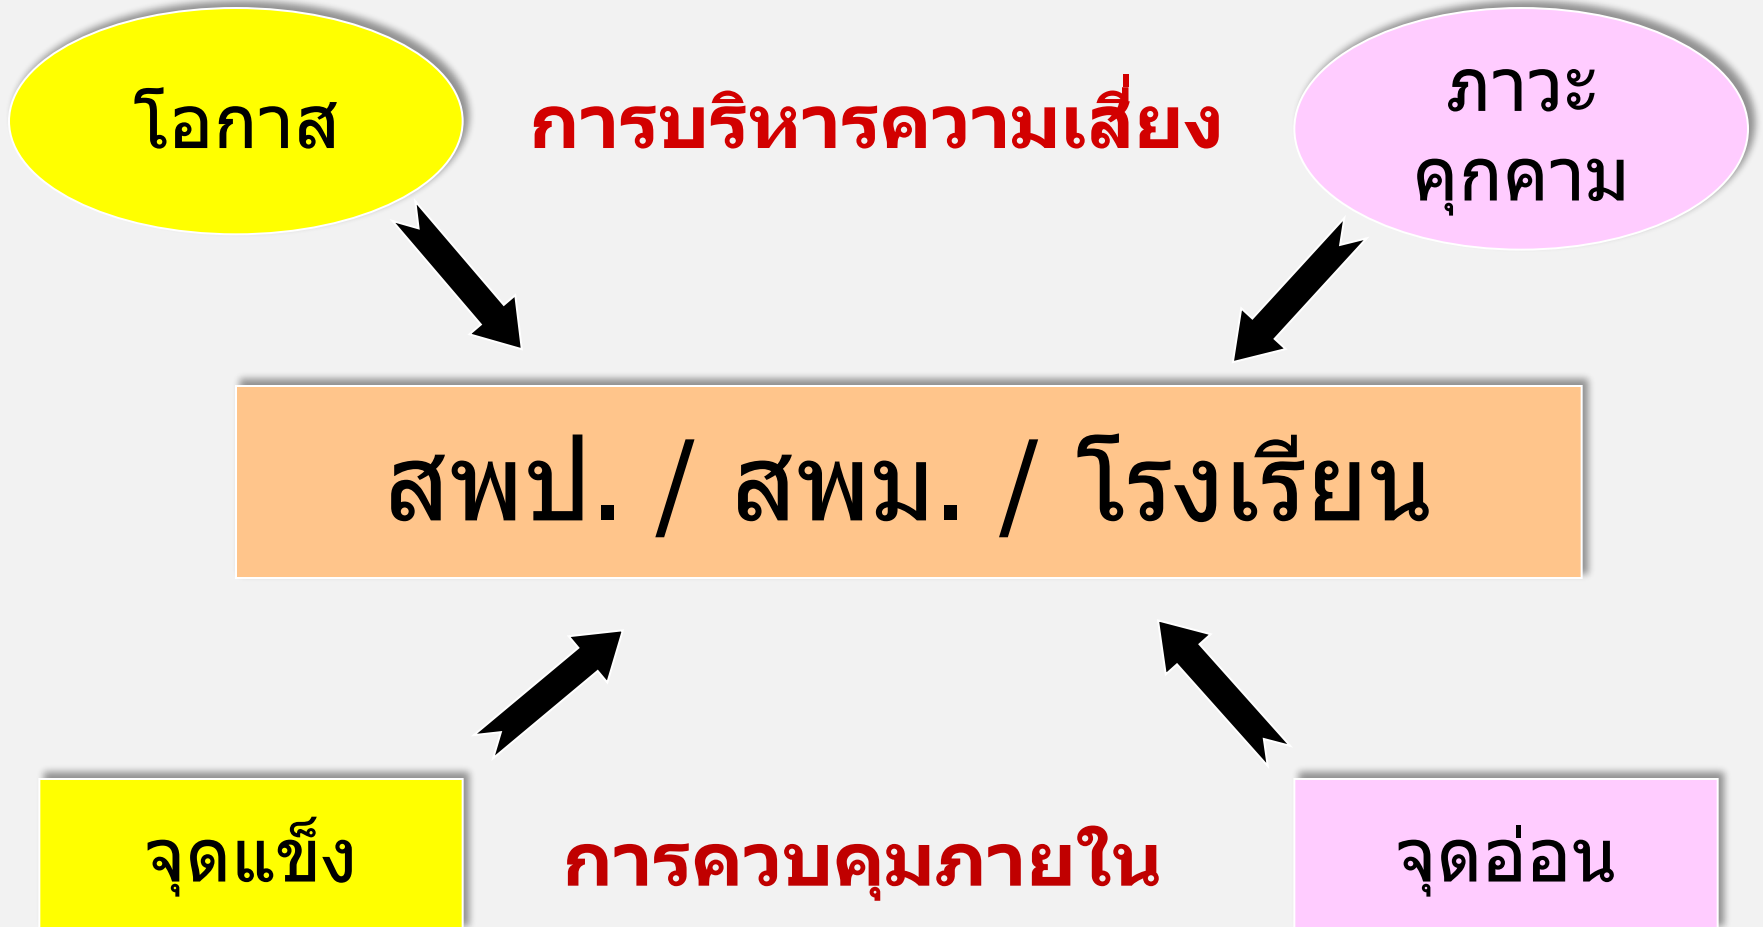 โอกาส
การบริหารความเสี่ยง
ภาวะ
คุกคาม
สพป. / สพม. / โรงเรียน
จุดแข็ง
การควบคุมภายใน
จุดอ่อน